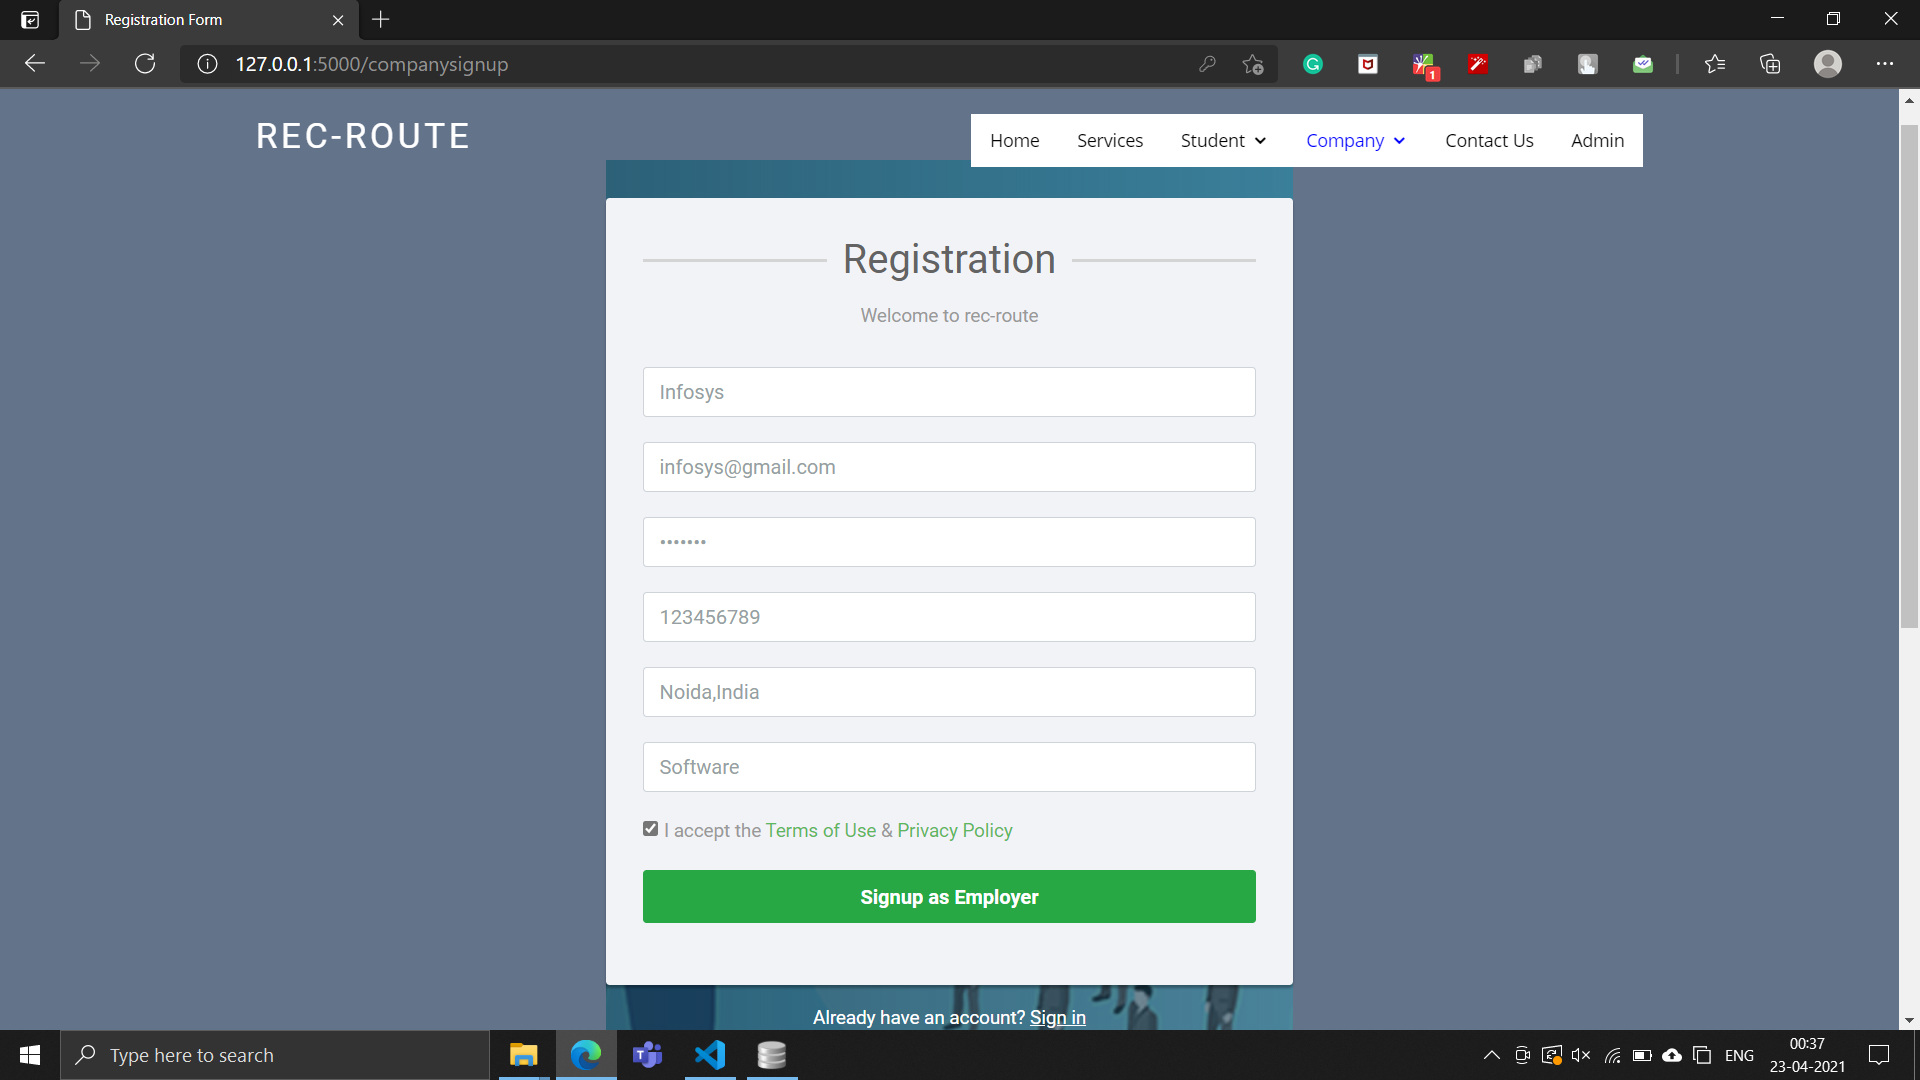 Registration Form
127.0.0.1:5000/companysignup
1
REC-ROUTE
Home Services Student Company Contact Us Admin
Registration
Welcome to rec-route
Infosys
infosys@gmail.com
•••••••
123456789
Noida,India
Software
I accept the Terms of Use & Privacy Policy
Signup as Employer
Already have an account? Sign in
Type here to search
ENG
00:37
23-04-2021